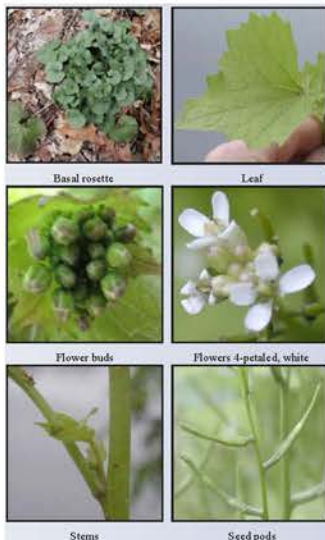 Basal rosette
Leaf
Flower buds
Flowers 4-petaled, white
Stems
Seed pods